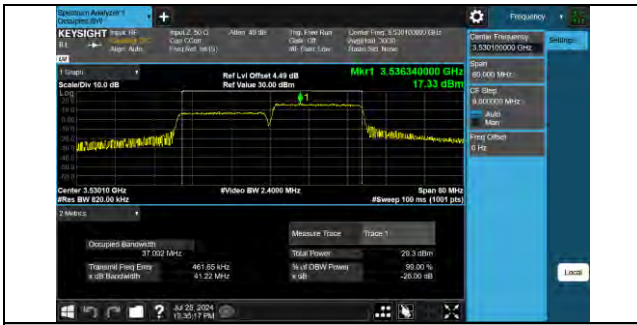 Spectrum Analyzer 1
Occupied BW
Frequency
KEYSIGHT Input: RF
Input Z: 50 Ω
Atten: 40 dB
Trig: Free Run
Center Freq: 3.530100000 GHz
Align: Auto
Gate: Off
Radio Std: None
Center Frequency
3.530100000 GHz
Settings
Span
80.000 MHz
CF Step
8.000000 MHz
Auto
Man
Freq Offset
0 Hz
1 Graph
Scale/Div 10.0 dB
Ref Lvl Offset 4.49 dB
Ref Value 30.00 dBm
Mkr1 3.536340000 GHz
17.33 dBm
Log
Center 3.53010 GHz
#Res BW 820.00 kHz
#Video BW 2.4000 MHz
Span 80 MHz
#Sweep 100 ms (1001 pts)
2 Metrics
Measure Trace
Trace 1
Occupied Bandwidth
37.002 MHz
Total Power
29.3 dBm
Transmit Freq Error
461.65 kHz
% of OBW Power
99.00 %
x dB Bandwidth
41.22 MHz
x dB
-26.00 dB
Local
Jul 25, 2024